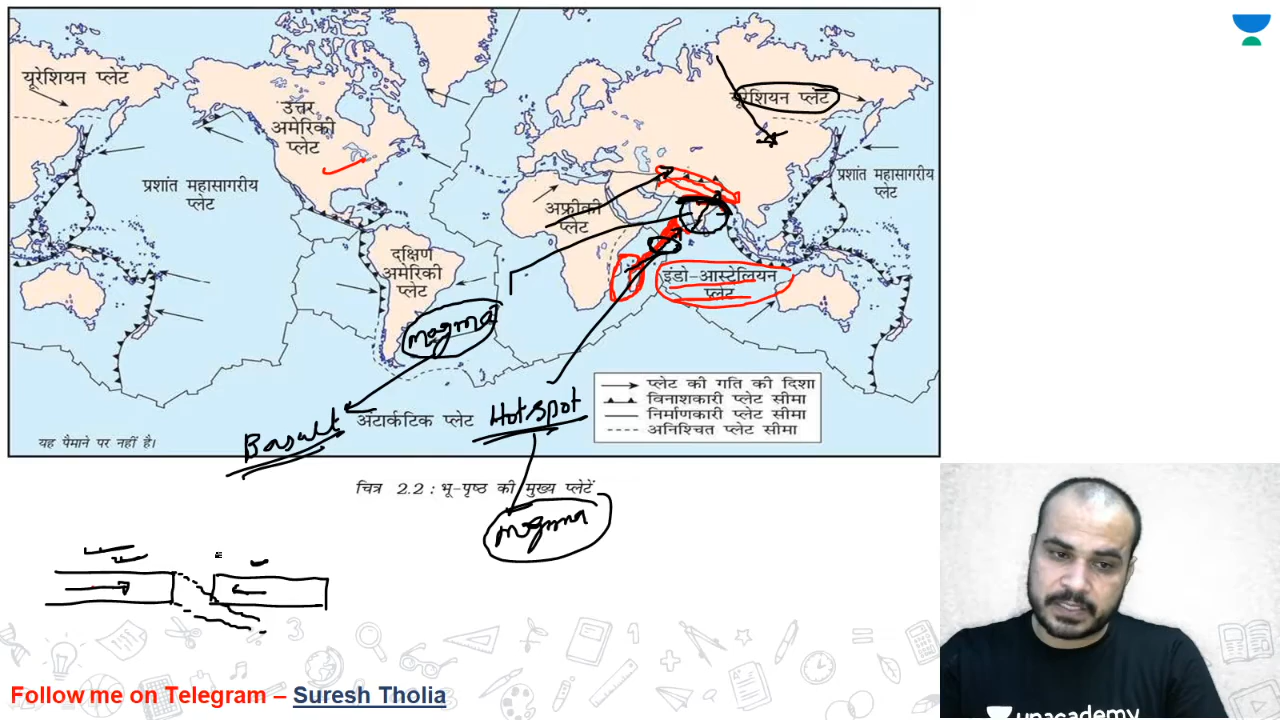 यूरेशियन प्लेट
उत्तर
अमेरिकी
प्लेट
प्रशांत महासागरीय
प्लेट
दक्षिण
अमेरिकी
प्लेट
अफ्रीकी
प्लेट
यूरेशियन प्लेट
प्रशांत महासागरीय
प्लेट
इंडो-आस्टेलियन
प्लेट
magma
Basalt
अंटार्कटिक प्लेट
Hotspot
प्लेट की गति की दिशा
विनाशकारी प्लेट सीमा
निर्माणकारी प्लेट सीमा
अनिश्चित प्लेट सीमा
यह पैमाने पर नहीं है।
चित्र 2.2 : भू-पृष्ठ की मुख्य प्लेटें
magma
Follow me on Telegram – Suresh Tholia
unacademy